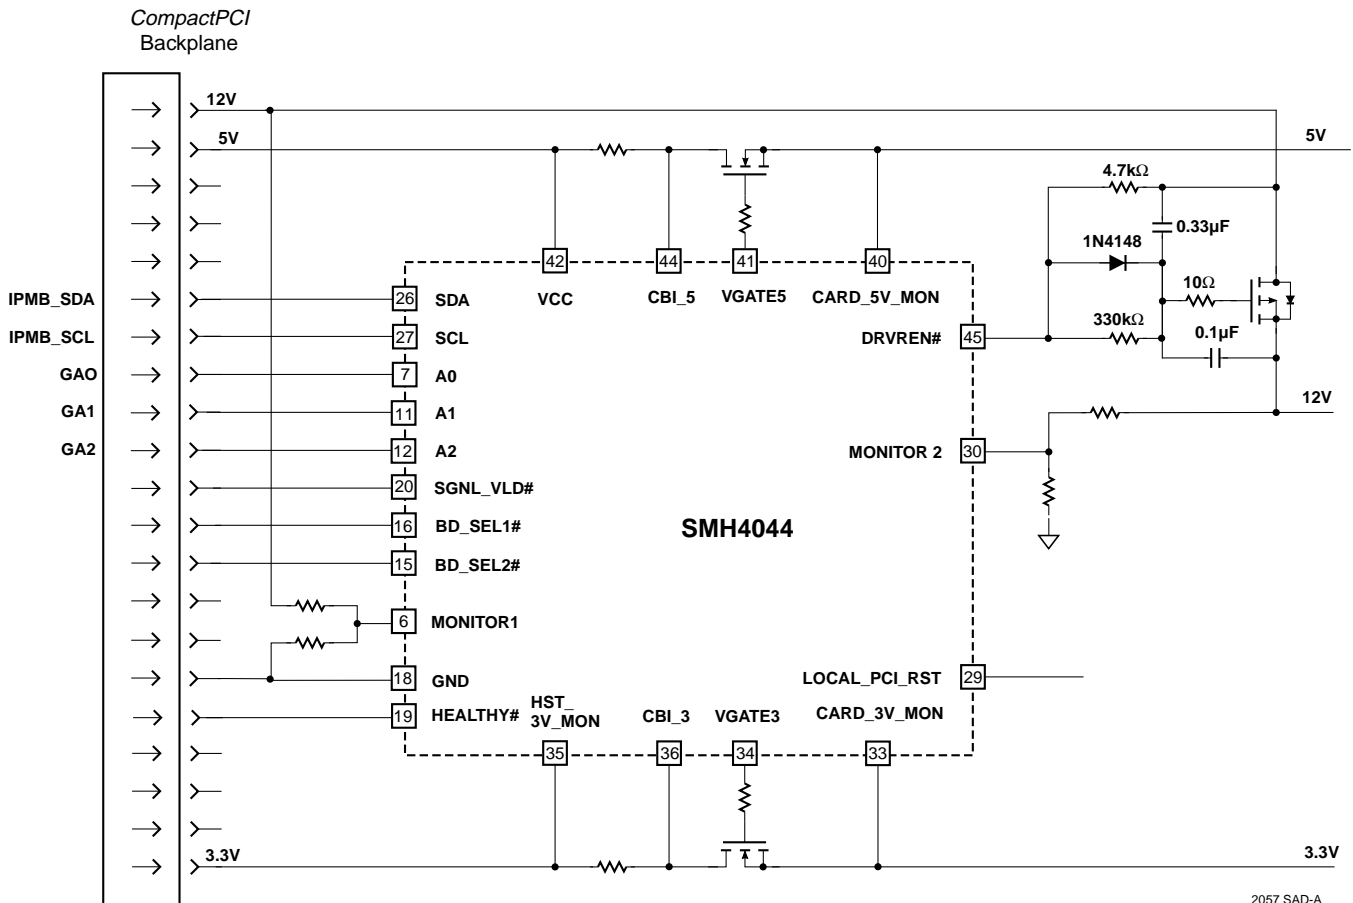 CompactPCI
Backplane
12V
5V
5V
4.7kΩ
0.33µF
1N4148
10Ω
330kΩ
0.1µF
12V
42
44
41
40
VCC
CBI_5
VGATE5
CARD_5V_MON
IPMB_SDA
26
SDA
IPMB_SCL
27
SCL
DRVREN#
45
GAO
7
A0
GA1
11
A1
GA2
12
A2
MONITOR 2
30
20
SGNL_VLD#
16
BD_SEL1#
SMH4044
15
BD_SEL2#
6
MONITOR1
18
GND
LOCAL_PCI_RST
29
19
HEALTHY#
HST_
3V_MON
CBI_3
VGATE3
CARD_3V_MON
35
36
34
33
3.3V
3.3V
2057 SAD-A